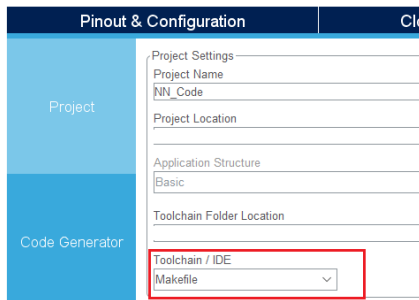 Pinout & Configuration
Project Settings
Project Name
NN_Code
Project
Project Location
Application Structure
Basic
Toolchain Folder Location
Code Generator
Toolchain / IDE
Makefile